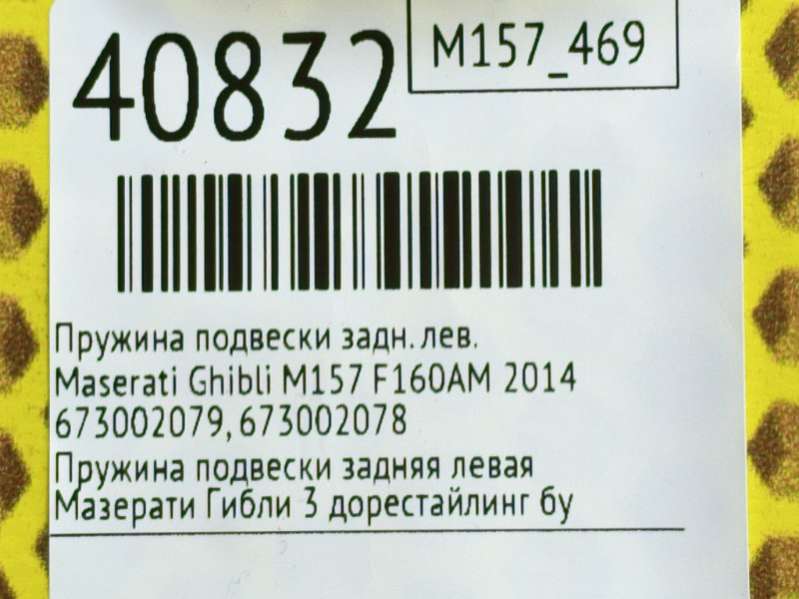 40832
M157_469
Пружина подвески задн. лев.
Maserati Ghibli M157 F160AM 2014
673002079, 673002078
Пружина подвески задняя левая
Мазерати Гибли 3 дорестайлинг бу